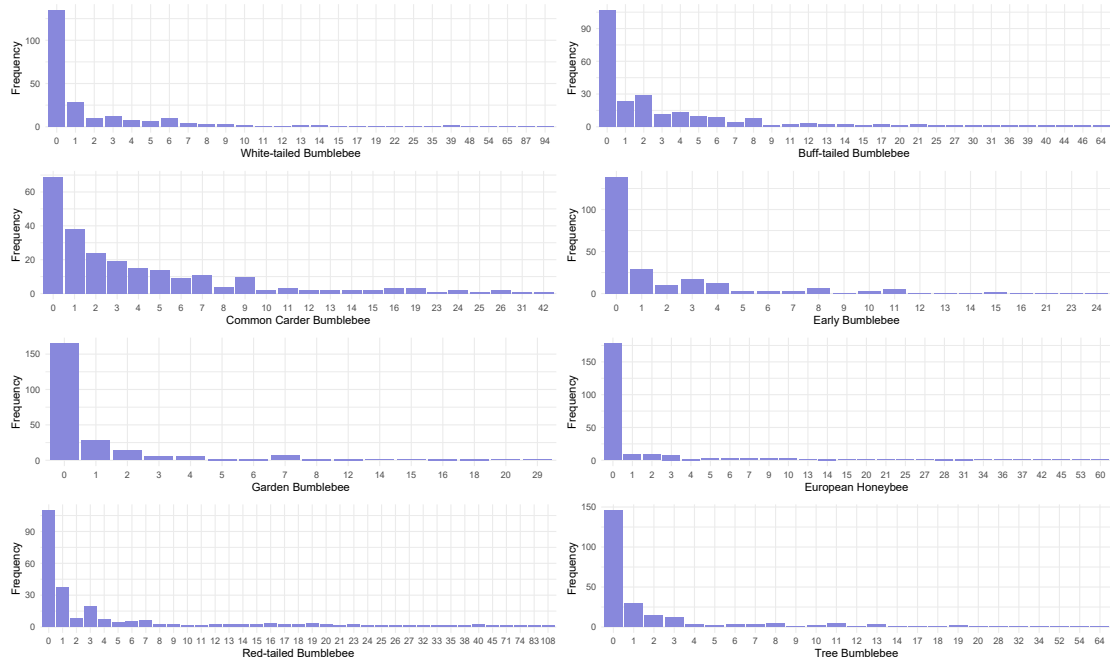 Frequency
100
50
0
0 1 2 3 4 5 6 7 8 9 10 11 12 13 14 15 17 19 22 25 35 39 48 54 65 87 94
White-tailed Bumblebee
Frequency
90
60
30
0
0 1 2 3 4 5 6 7 8 9 11 12 13 14 15 17 20 21 25 30 31 36 39 40 44 46 64
Buff-tailed Bumblebee
Frequency
60
40
20
0
0 1 2 3 4 5 6 7 8 9 10 11 12 13 14 15 16 19 23 24 25 26 31 42
Common Carder Bumblebee
Frequency
100
50
0
0 1 2 3 4 5 6 7 8 9 10 11 12 13 14 15 16 21 23 24
Early Bumblebee
Frequency
150
100
50
0
0 1 2 3 4 5 6 7 8 12 14 15 16 18 20 29
Garden Bumblebee
Frequency
150
100
50
0
0 1 2 3 4 5 6 7 9 10 13 14 15 20 21 25 27 28 31 34 36 37 42 45 53 60
European Honeybee
Frequency
90
60
30
0
0 1 2 3 4 5 6 7 8 9 10 11 12 13 14 15 16 18 19 20 21 23 24 25 26 27 32 33 35 38 40 45 71 74 83 108
Red-tailed Bumblebee
Frequency
150
100
50
0
0 1 2 3 4 5 6 7 8 9 10 11 12 13 14 17 18 19 20 28 32 34 52 54 64
Tree Bumblebee